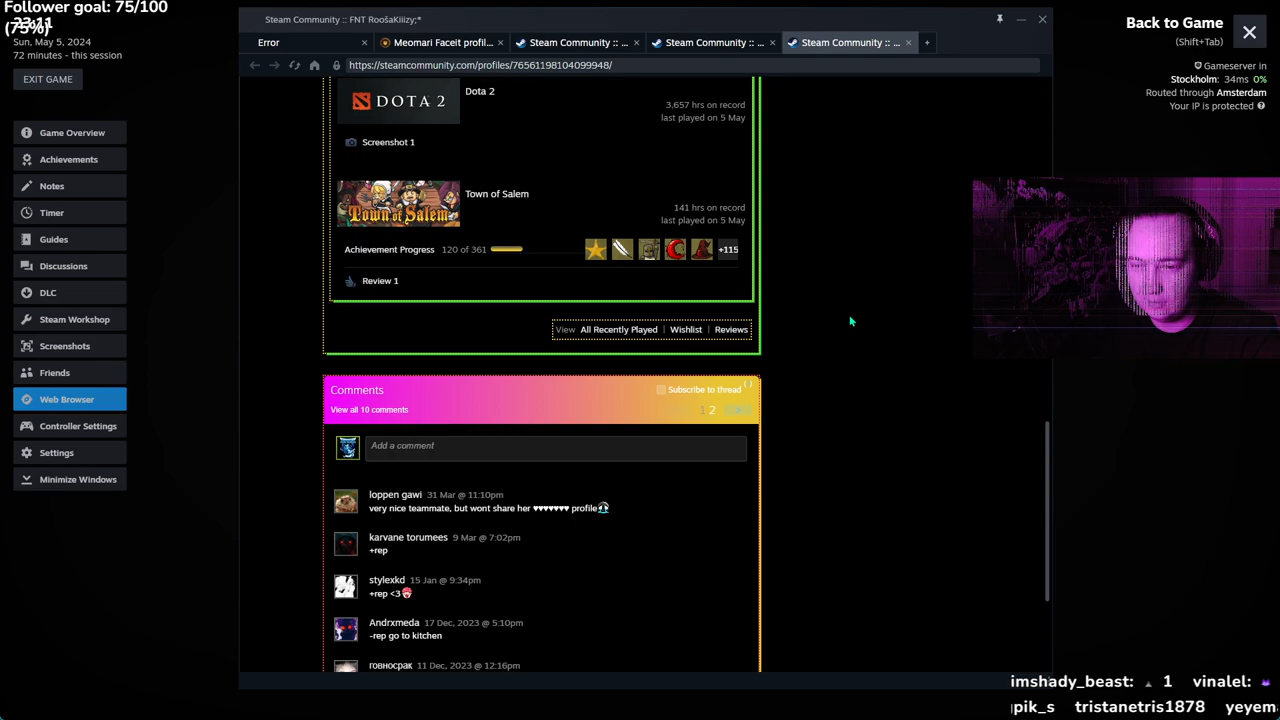 Follower goal: 75/100
(75%)
Sun, May 5, 2024
72 minutes - this session
EXIT GAME
Game Overview
Achievements
Notes
Timer
Guides
Discussions
DLC
Steam Workshop
Screenshots
Friends
Web Browser
Controller Settings
Settings
Minimize Windows
Steam Community :: FNT RoošaKiiizy;*
Error
Meomari Faceit profil...
Steam Community :: ...
Steam Community :: ...
Steam Community :: ...
https://steamcommunity.com/profiles/76561198104099948/
DOTA 2
Dota 2
3,657 hrs on record
last played on 5 May
Screenshot 1
Town of Salem
Town of Salem
141 hrs on record
last played on 5 May
Achievement Progress 120 of 361
+115
Review 1
View All Recently Played | Wishlist | Reviews
Comments
Subscribe to thread
( )
View all 10 comments
1 2
Add a comment
loppen gawi 31 Mar @ 11:10pm
very nice teammate, but wont share her ♥♥♥♥♥♥♥ profile
karvane torumees 9 Mar @ 7:02pm
+rep
stylexkd 15 Jan @ 9:34pm
+rep <3
Andrxmeda 17 Dec, 2023 @ 5:10pm
-rep go to kitchen
говносрак 11 Dec, 2023 @ 12:16pm
Back to Game
(Shift+Tab)
Gameserver in
Stockholm: 34ms 0%
Routed through Amsterdam
Your IP is protected
imshady_beast: 1 vinalel:
pik_s tristanetris1878 yeyem